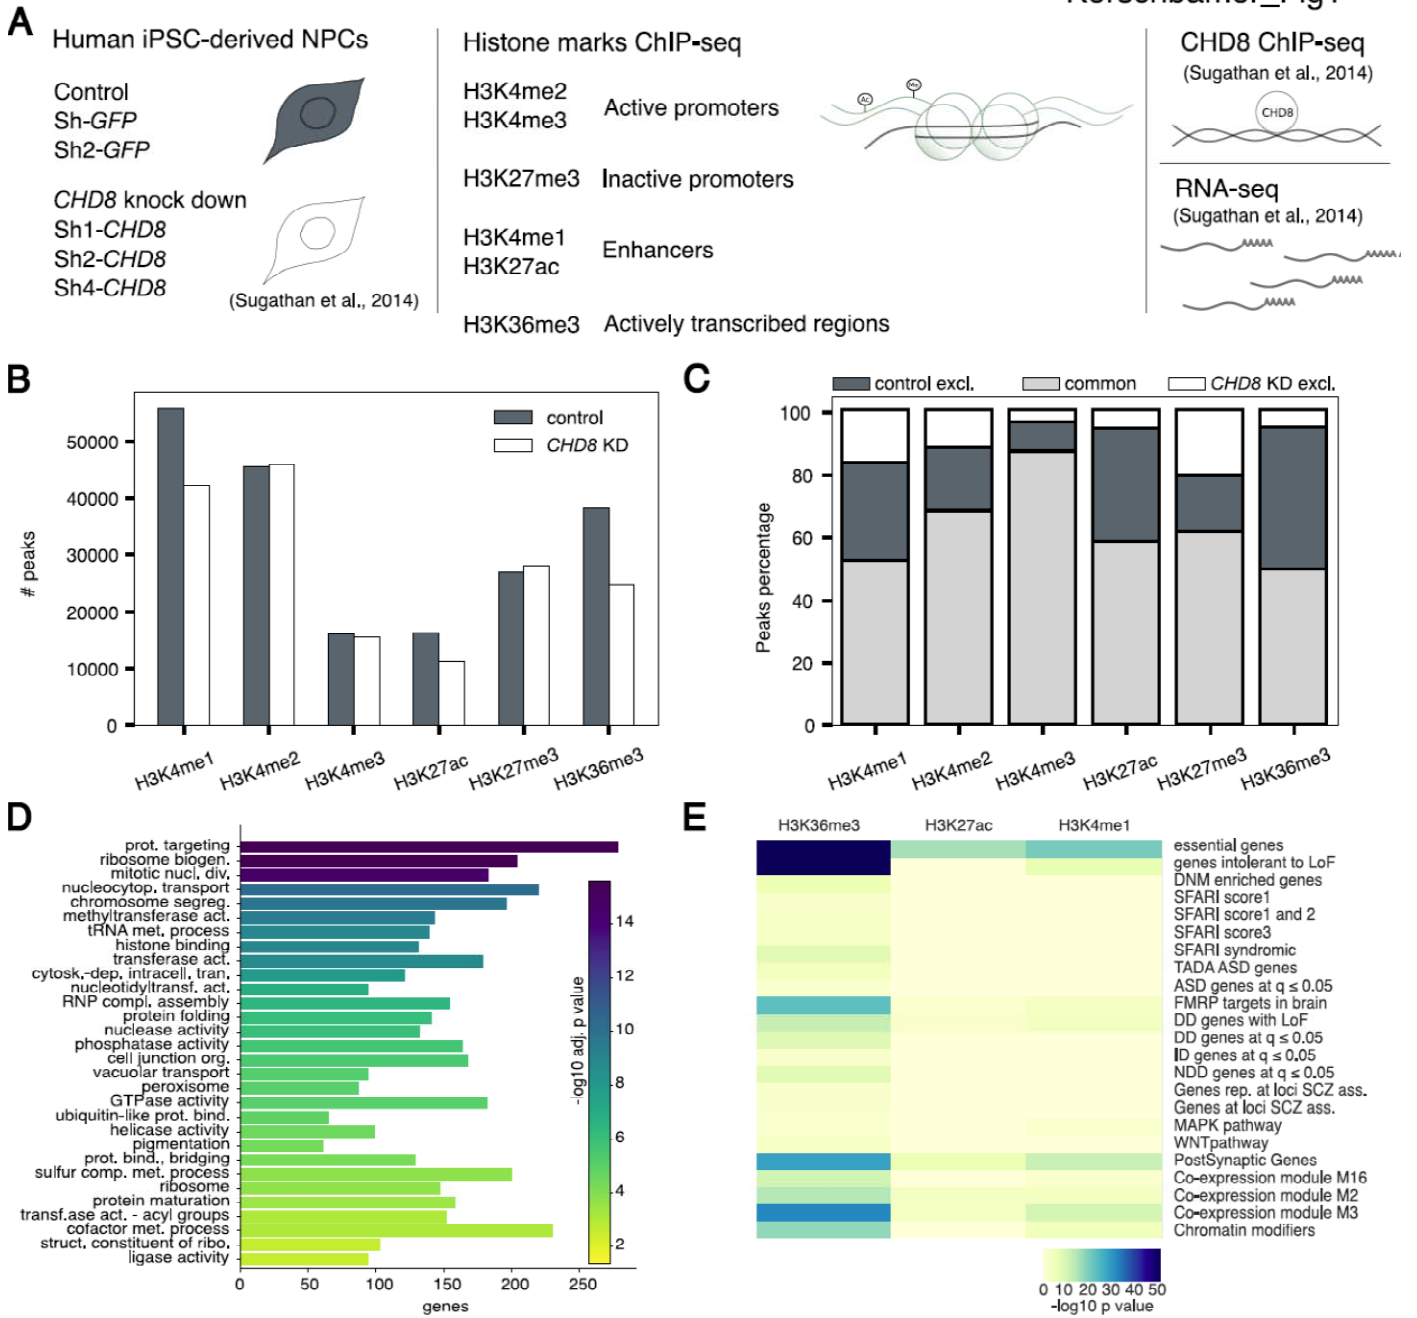 A
Human iPSC-derived NPCs
Control
Sh-GFP
Sh2-GFP
CHD8 knock down
Sh1-CHD8
Sh2-CHD8
Sh4-CHD8
(Sugathan et al., 2014)
Histone marks ChIP-seq
H3K4me2
H3K4me3
Active promoters
H3K27me3 Inactive promoters
H3K4me1
H3K27ac
Enhancers
H3K36me3 Actively transcribed regions
Ac
Me
CHD8 ChIP-seq
(Sugathan et al., 2014)
CHD8
RNA-seq
(Sugathan et al., 2014)
B
control
CHD8 KD
# peaks
50000
40000
30000
20000
10000
0
H3K4me1
H3K4me2
H3K4me3
H3K27ac
H3K27me3
H3K36me3
C
control excl.
common
CHD8 KD excl.
Peaks percentage
100
80
60
40
20
0
H3K4me1
H3K4me2
H3K4me3
H3K27ac
H3K27me3
H3K36me3
D
prot. targeting
ribosome biogen.
mitotic nucl. div.
nucleocytop. transport
chromosome segreg.
methyltransferase act.
tRNA met. process
histone binding
transferase act.
cytosk.-dep. intracell. tran.
nucleotidyltransf. act.
RNP compl. assembly
protein folding
nuclease activity
phosphatase activity
cell junction org.
vacuolar transport
peroxisome
GTPase activity
ubiquitin-like prot. bind.
helicase activity
pigmentation
prot. bind., bridging
sulfur comp. met. process
ribosome
protein maturation
transf.ase act. - acyl groups
cofactor met. process
struct. constituent of ribo.
ligase activity
0 50 100 150 200 250
genes
-log10 adj. p value
14
12
10
8
6
4
2
E
H3K36me3 H3K27ac H3K4me1
essential genes
genes intolerant to LoF
DNM enriched genes
SFARI score1
SFARI score1 and 2
SFARI score3
SFARI syndromic
TADA ASD genes
ASD genes at q ≤ 0.05
FMRP targets in brain
DD genes with LoF
DD genes at q ≤ 0.05
ID genes at q ≤ 0.05
NDD genes at q ≤ 0.05
Genes rep. at loci SCZ ass.
Genes at loci SCZ ass.
MAPK pathway
WNTpathway
PostSynaptic Genes
Co-expression module M16
Co-expression module M2
Co-expression module M3
Chromatin modifiers
0 10 20 30 40 50
-log10 p value